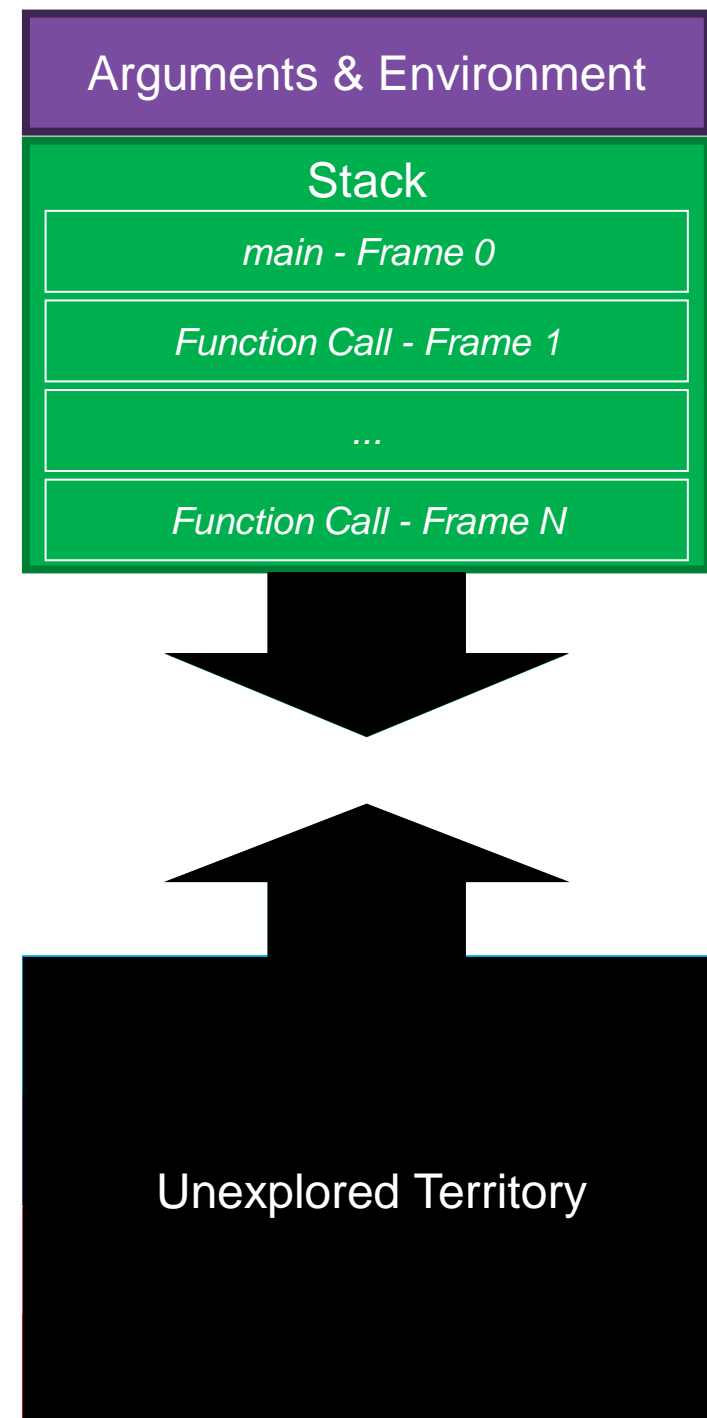 Arguments & Environment
Stack
main - Frame 0
Function Call - Frame 1
...
Function Call - Frame N
Unexplored Territory